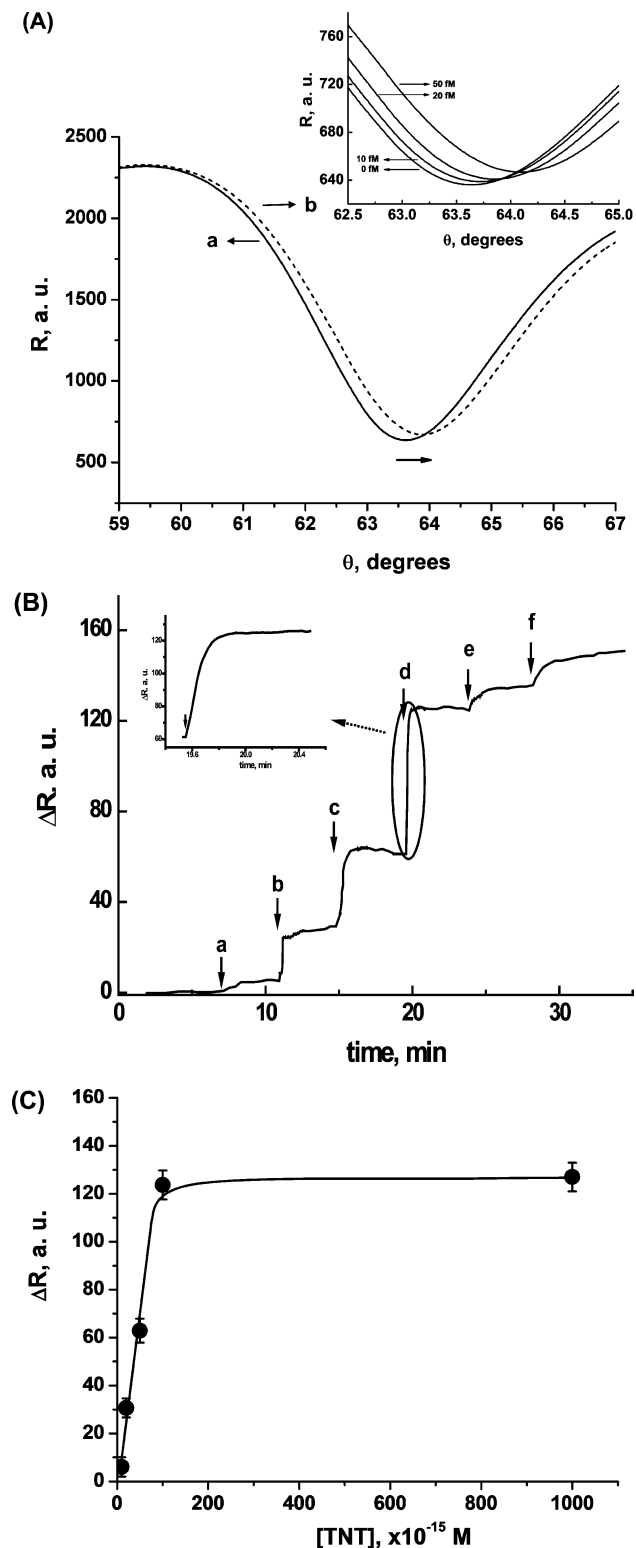 (A)
760
720
680
640
R, a. u.
50 fM
20 fM
10 fM
0 fM
62.5 63.0 63.5 64.0 64.5 65.0
θ, degrees
2500
2000
1500
1000
500
R, a. u.
b
a
59 60 61 62 63 64 65 66 67
θ, degrees
(B)
160
120
80
40
0
ΔR. a. u.
120
100
80
60
ΔR. a. u.
19.6 20.0 20.4
time, min
a
b
c
d
e
f
0 10 20 30
time, min
(C)
160
140
120
100
80
60
40
20
0
ΔR, a. u.
0 200 400 600 800 1000
[TNT], x10⁻¹⁵ M